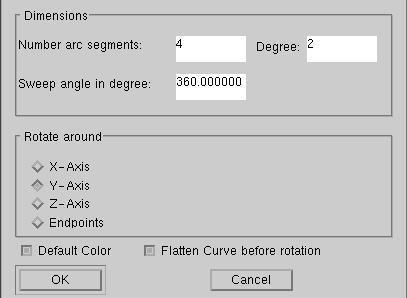 Dimensions
Number arc segments: 4 Degree: 2
Sweep angle in degree: 360.000000
Rotate around
X-Axis
Y-Axis
Z-Axis
Endpoints
Default Color Flatten Curve before rotation
OK Cancel